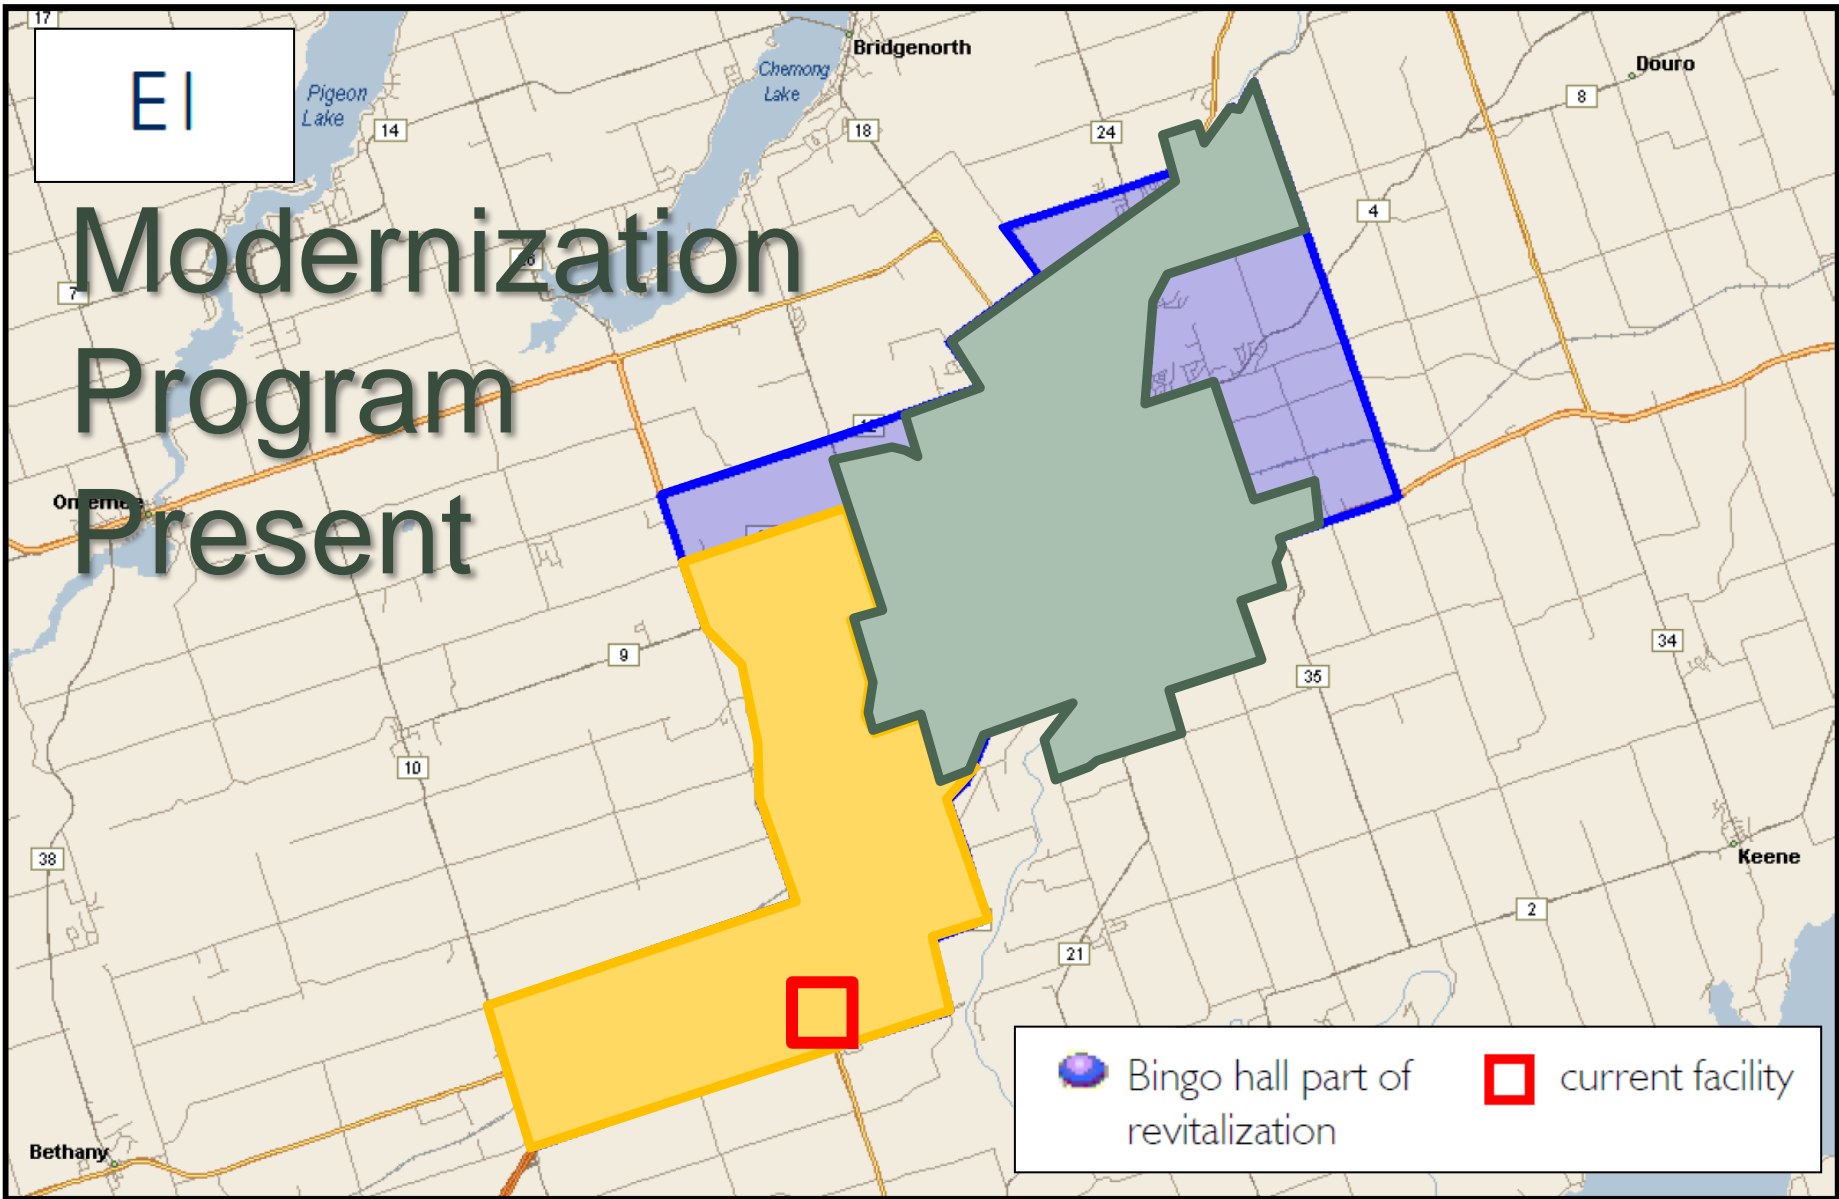 17
E I
Pigeon
Lake
14
Chemong
Lake
Bridgenorth
18
24
Douro
8
4
Modernization
7
Program
Present
9
10
38
35
34
Keene
2
21
Bethany
Bingo hall part of
revitalization
current facility